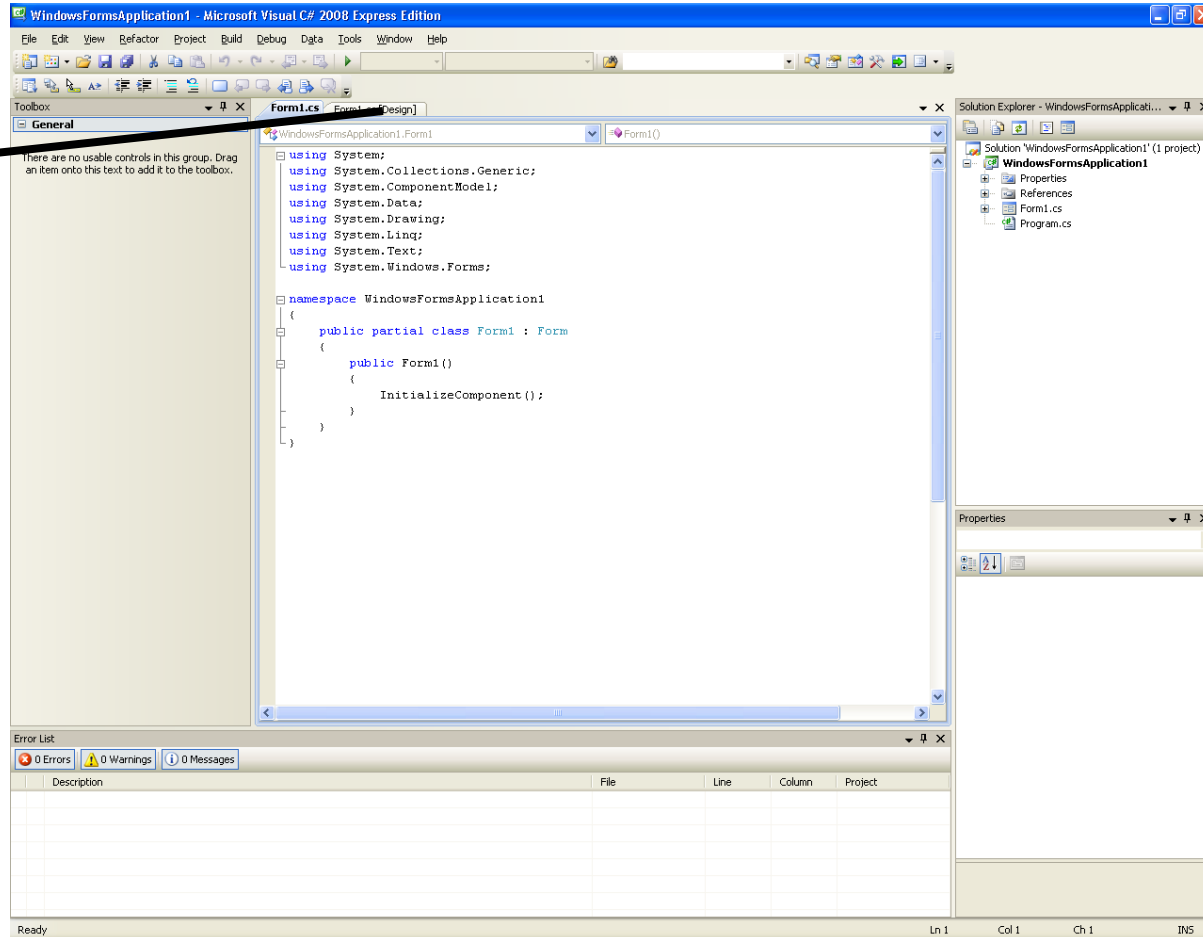 WindowsFormsApplication1 - Microsoft Visual C# 2008 Express Edition
File Edit View Refactor Project Build Debug Data Tools Window Help
Toolbox
General
There are no usable controls in this group. Drag
an item onto this text to add it to the toolbox.
Form1.cs Form1.cs [Design]
WindowsFormsApplication1.Form1 Form1()
using System;
using System.Collections.Generic;
using System.ComponentModel;
using System.Data;
using System.Drawing;
using System.Linq;
using System.Text;
using System.Windows.Forms;
namespace WindowsFormsApplication1
{
public partial class Form1 : Form
{
public Form1()
{
InitializeComponent();
}
}
}
Solution Explorer - WindowsFormsApplicati...
Solution 'WindowsFormsApplication1' (1 project)
WindowsFormsApplication1
Properties
References
Form1.cs
Program.cs
Properties
Error List
0 Errors 0 Warnings 0 Messages
Description File Line Column Project
Ready Ln 1 Col 1 Ch 1 INS